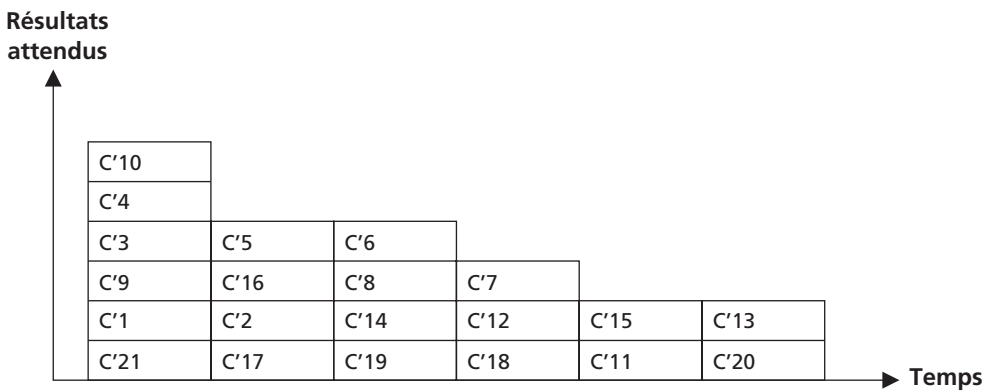 Résultats
attendus
C'10
C'4
C'3 C'5 C'6
C'9 C'16 C'8 C'7
C'1 C'2 C'14 C'12 C'15 C'13
C'21 C'17 C'19 C'18 C'11 C'20
Temps